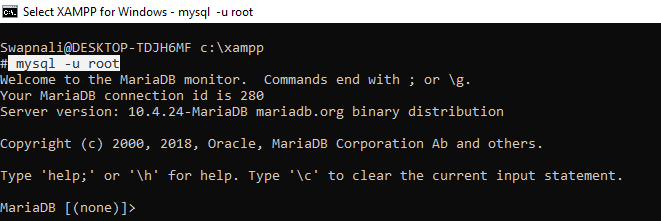 Select XAMPP for Windows - mysql -u root
Swapnali@DESKTOP-TDJH6MF c:\xampp
# mysql -u root
Welcome to the MariaDB monitor.  Commands end with ; or \g.
Your MariaDB connection id is 280
Server version: 10.4.24-MariaDB mariadb.org binary distribution
Copyright (c) 2000, 2018, Oracle, MariaDB Corporation Ab and others.
Type 'help;' or '\h' for help. Type '\c' to clear the current input statement.
MariaDB [(none)]>